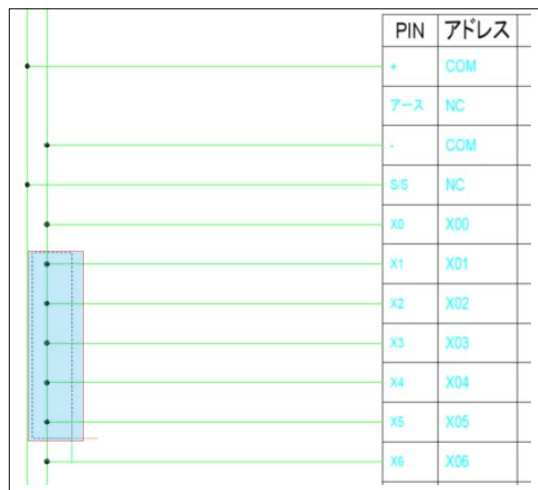 PIN アドレス
+ COM
アース NC
- COM
S/S NC
X0 X00
X1 X01
X2 X02
X3 X03
X4 X04
X5 X05
X6 X06